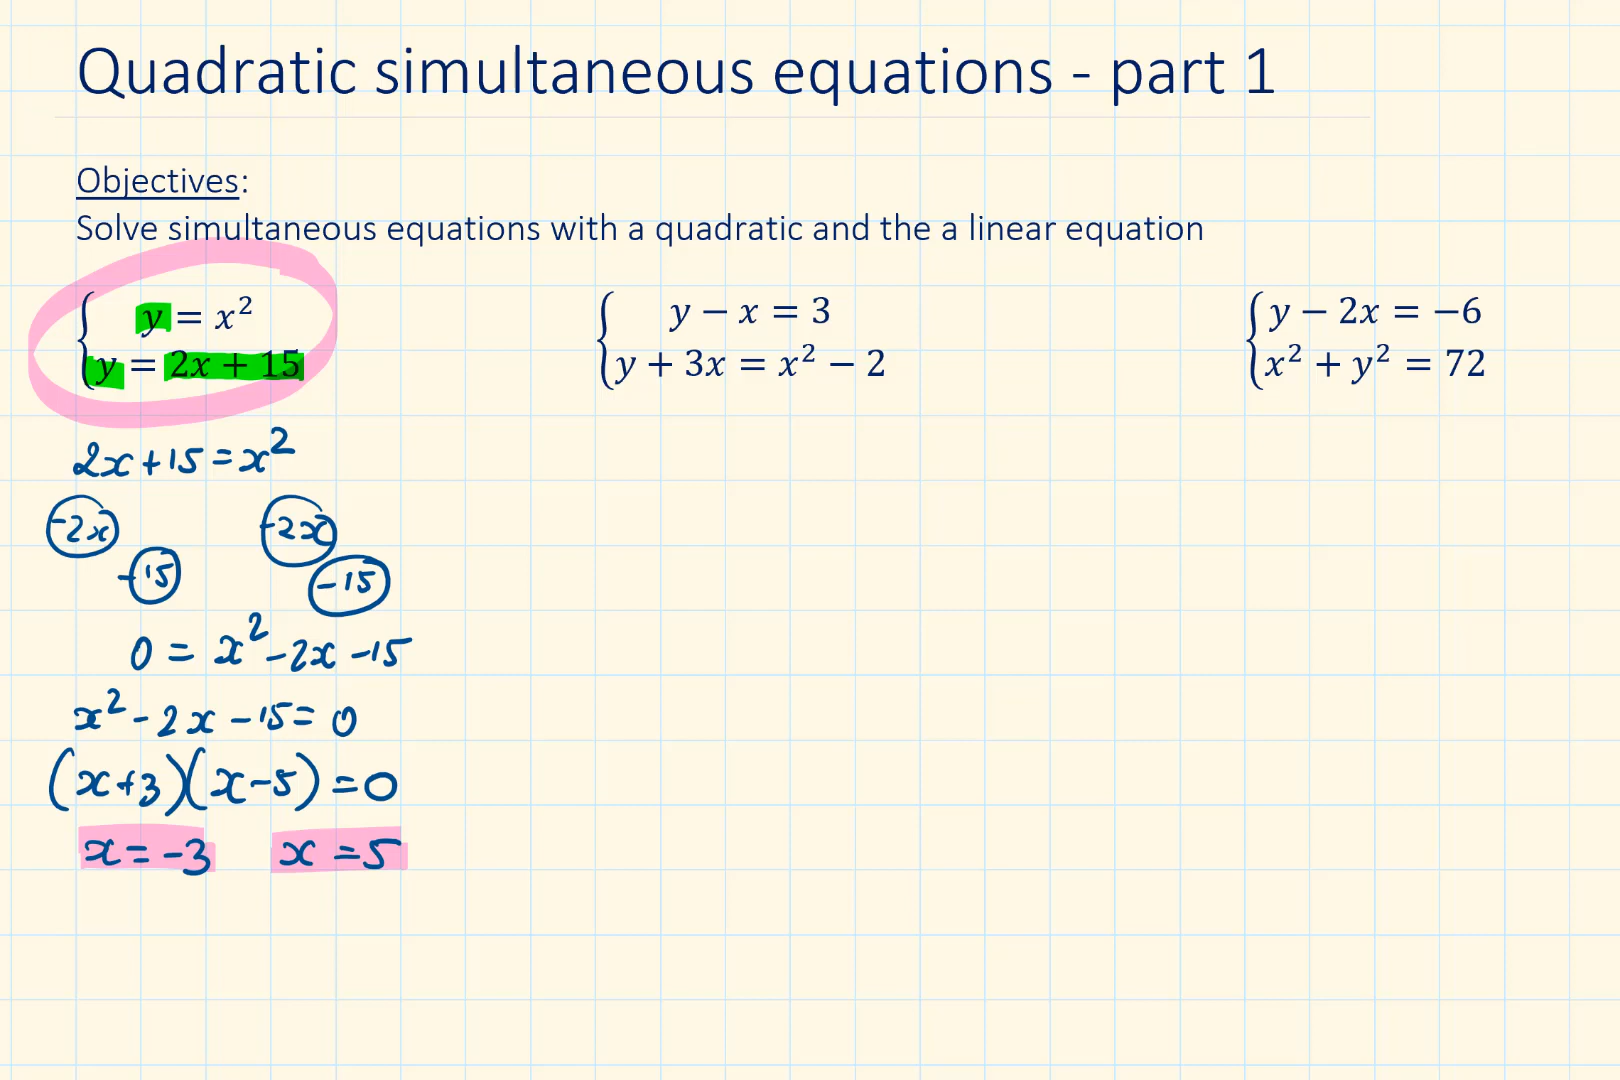 Quadratic simultaneous equations - part 1
Objectives:
Solve simultaneous equations with a quadratic and the a linear equation
y = x²
y = 2x + 15
y − x = 3
y + 3x = x² − 2
y − 2x = −6
x² + y² = 72
2x+15=x²
-2x -2x
-15 -15
0 = x² -2x -15
x² - 2x -15 = 0
(x+3)(x-5) = 0
x = -3 x = 5